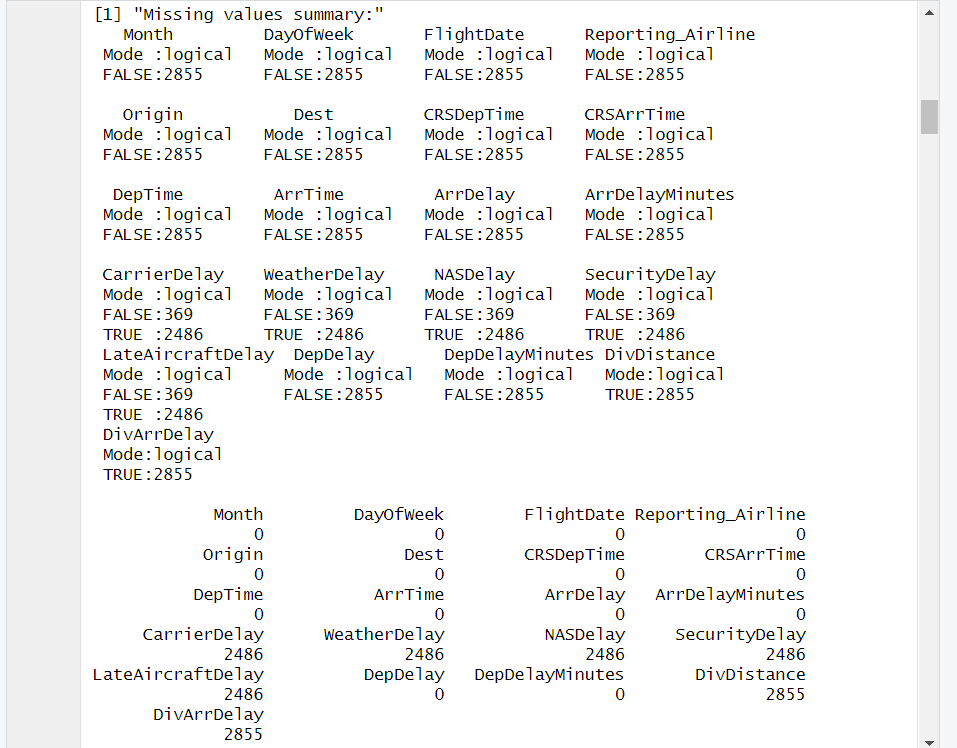 [1] "Missing values summary:"
Month DayOfWeek FlightDate Reporting_Airline
Mode :logical Mode :logical Mode :logical Mode :logical
FALSE:2855 FALSE:2855 FALSE:2855 FALSE:2855
Origin Dest CRSDepTime CRSArrTime
Mode :logical Mode :logical Mode :logical Mode :logical
FALSE:2855 FALSE:2855 FALSE:2855 FALSE:2855
DepTime ArrTime ArrDelay ArrDelayMinutes
Mode :logical Mode :logical Mode :logical Mode :logical
FALSE:2855 FALSE:2855 FALSE:2855 FALSE:2855
CarrierDelay WeatherDelay NASDelay SecurityDelay
Mode :logical Mode :logical Mode :logical Mode :logical
FALSE:369 FALSE:369 FALSE:369 FALSE:369
TRUE :2486 TRUE :2486 TRUE :2486 TRUE :2486
LateAircraftDelay DepDelay DepDelayMinutes DivDistance
Mode :logical Mode :logical Mode :logical Mode:logical
FALSE:369 FALSE:2855 FALSE:2855 TRUE:2855
TRUE :2486
DivArrDelay
Mode:logical
TRUE:2855
Month DayOfWeek FlightDate Reporting_Airline
0 0 0 0
Origin Dest CRSDepTime CRSArrTime
0 0 0 0
DepTime ArrTime ArrDelay ArrDelayMinutes
0 0 0 0
CarrierDelay WeatherDelay NASDelay SecurityDelay
2486 2486 2486 2486
LateAircraftDelay DepDelay DepDelayMinutes DivDistance
2486 0 0 2855
DivArrDelay
2855